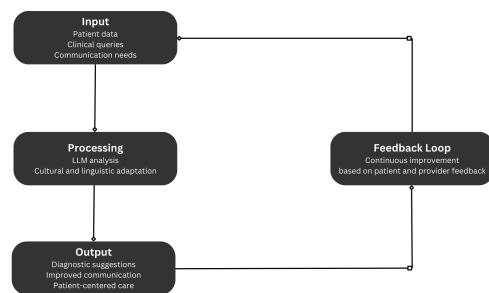 Input
Patient data
Clinical queries
Communication needs
Processing
LLM analysis
Cultural and linguistic adaptation
Feedback Loop
Continuous improvement
based on patient and provider feedback
Output
Diagnostic suggestions
Improved communication
Patient-centered care